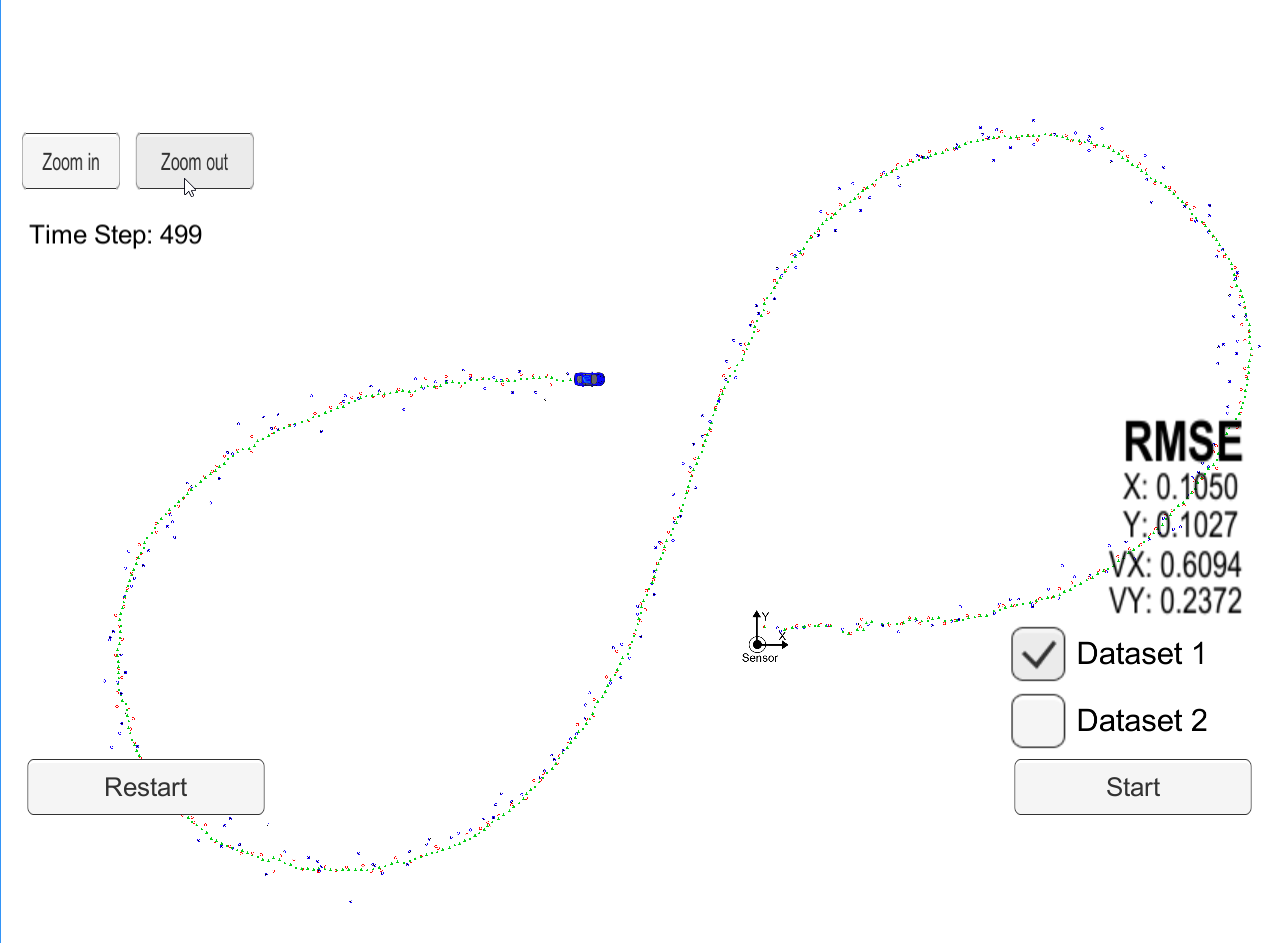 Zoom in
Zoom out
Time Step: 499
RMSE
X: 0.1050
Y: 0.1027
VX: 0.6094
VY: 0.2372
Y
X
Sensor
Dataset 1
Dataset 2
Restart
Start